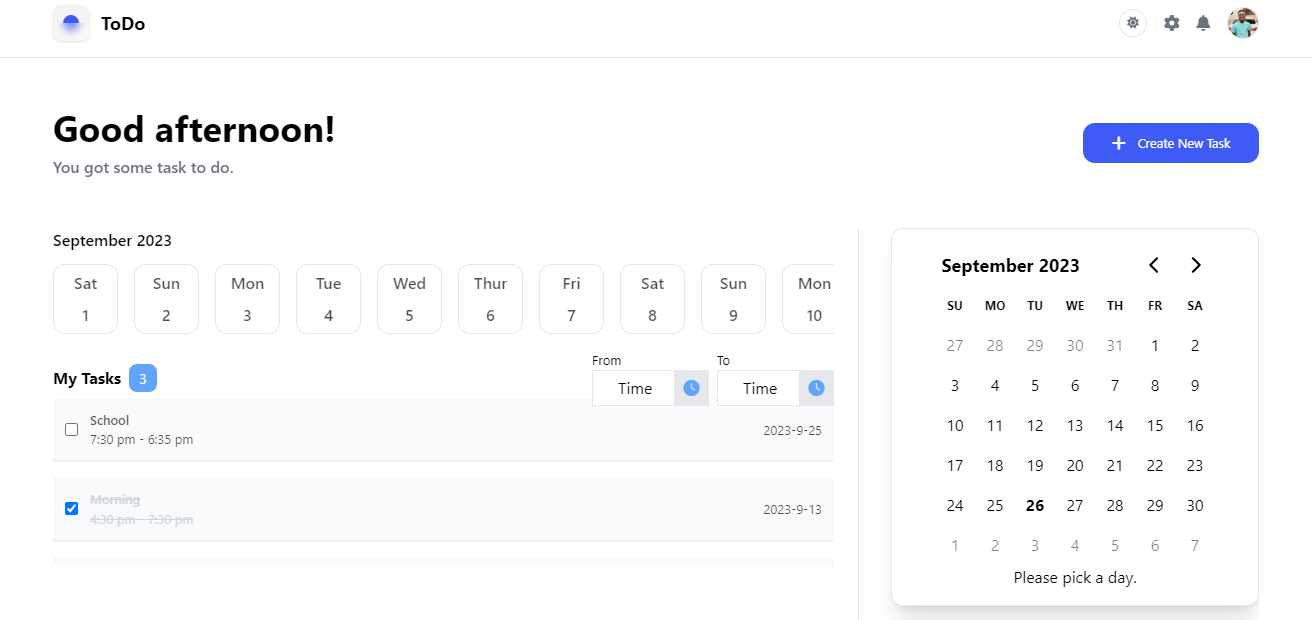 ToDo
Good afternoon!
You got some task to do.
Create New Task
September 2023
Sat Sun Mon Tue Wed Thur Fri Sat Sun Mon
1 2 3 4 5 6 7 8 9 10
From To
My Tasks 3 Time Time
School
7:30 pm - 6:35 pm 2023-9-25
Morning
4:30 pm - 7:30 pm 2023-9-13
September 2023
SU MO TU WE TH FR SA
27 28 29 30 31 1 2
3 4 5 6 7 8 9
10 11 12 13 14 15 16
17 18 19 20 21 22 23
24 25 26 27 28 29 30
1 2 3 4 5 6 7
Please pick a day.